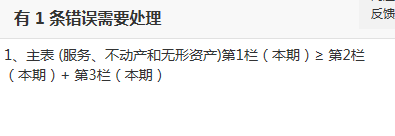 反馈
有 1 条错误需要处理
1、主表 (服务、不动产和无形资产)第1栏（本期）≥ 第2栏
（本期）+ 第3栏（本期）